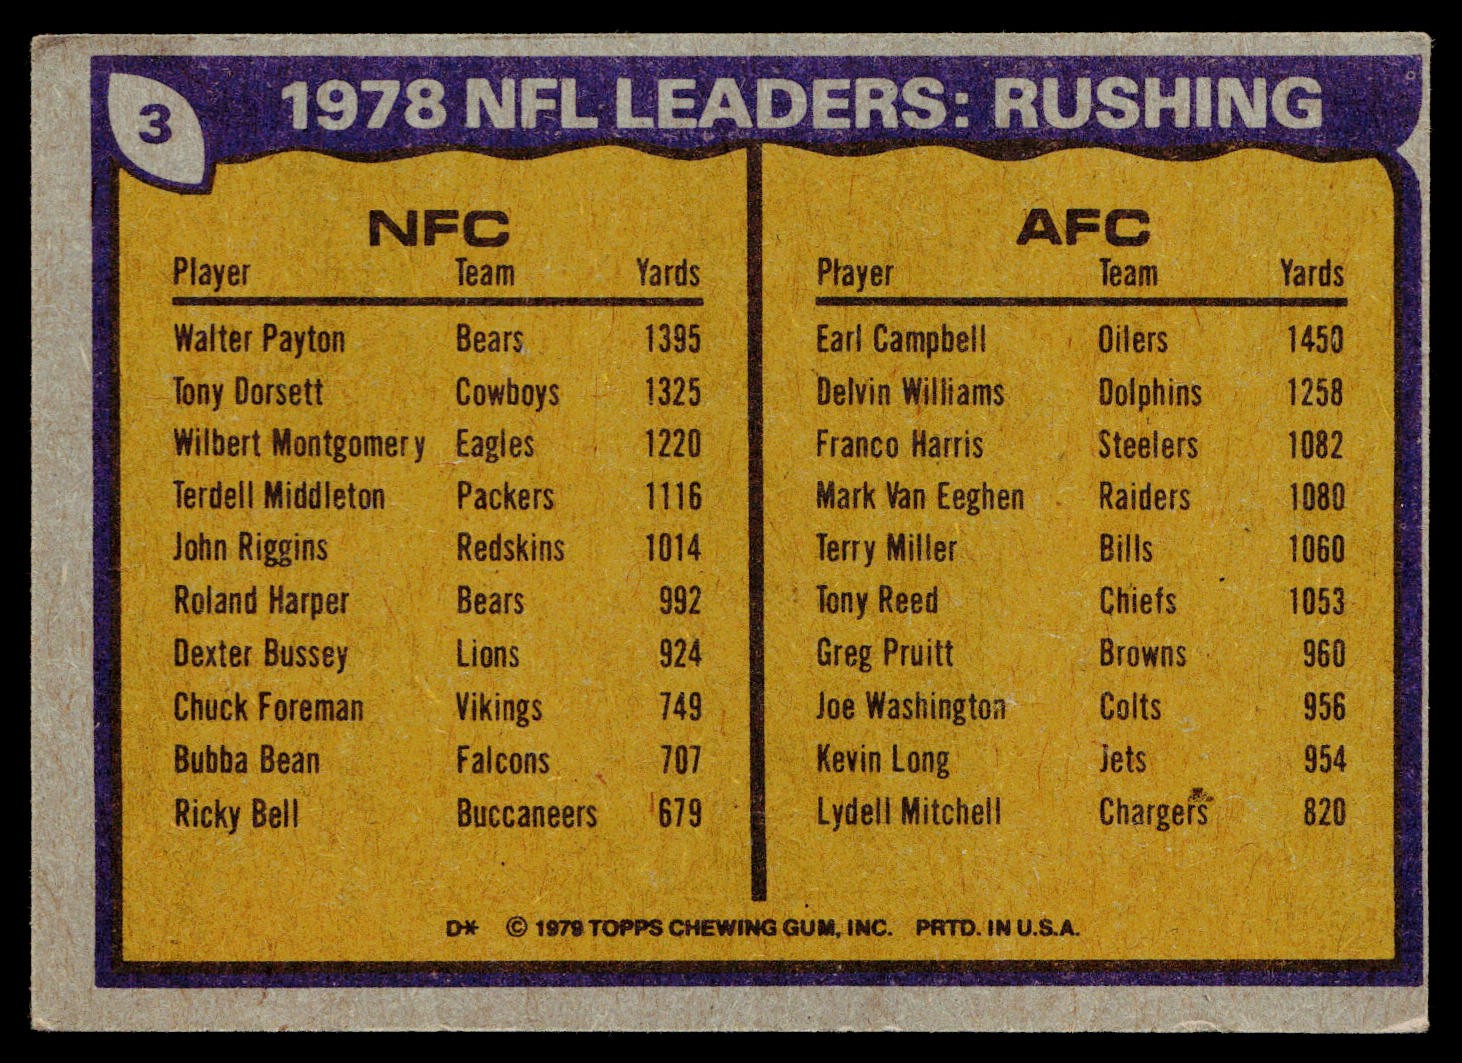 3
1978 NFL LEADERS: RUSHING
NFC
Player Team Yards
Walter Payton Bears 1395
Tony Dorsett Cowboys 1325
Wilbert Montgomery Eagles 1220
Terdell Middleton Packers 1116
John Riggins Redskins 1014
Roland Harper Bears 992
Dexter Bussey Lions 924
Chuck Foreman Vikings 749
Bubba Bean Falcons 707
Ricky Bell Buccaneers 679
AFC
Player Team Yards
Earl Campbell Oilers 1450
Delvin Williams Dolphins 1258
Franco Harris Steelers 1082
Mark Van Eeghen Raiders 1080
Terry Miller Bills 1060
Tony Reed Chiefs 1053
Greg Pruitt Browns 960
Joe Washington Colts 956
Kevin Long Jets 954
Lydell Mitchell Chargers 820
D* © 1979 TOPPS CHEWING GUM, INC. PRTD. IN U.S.A.